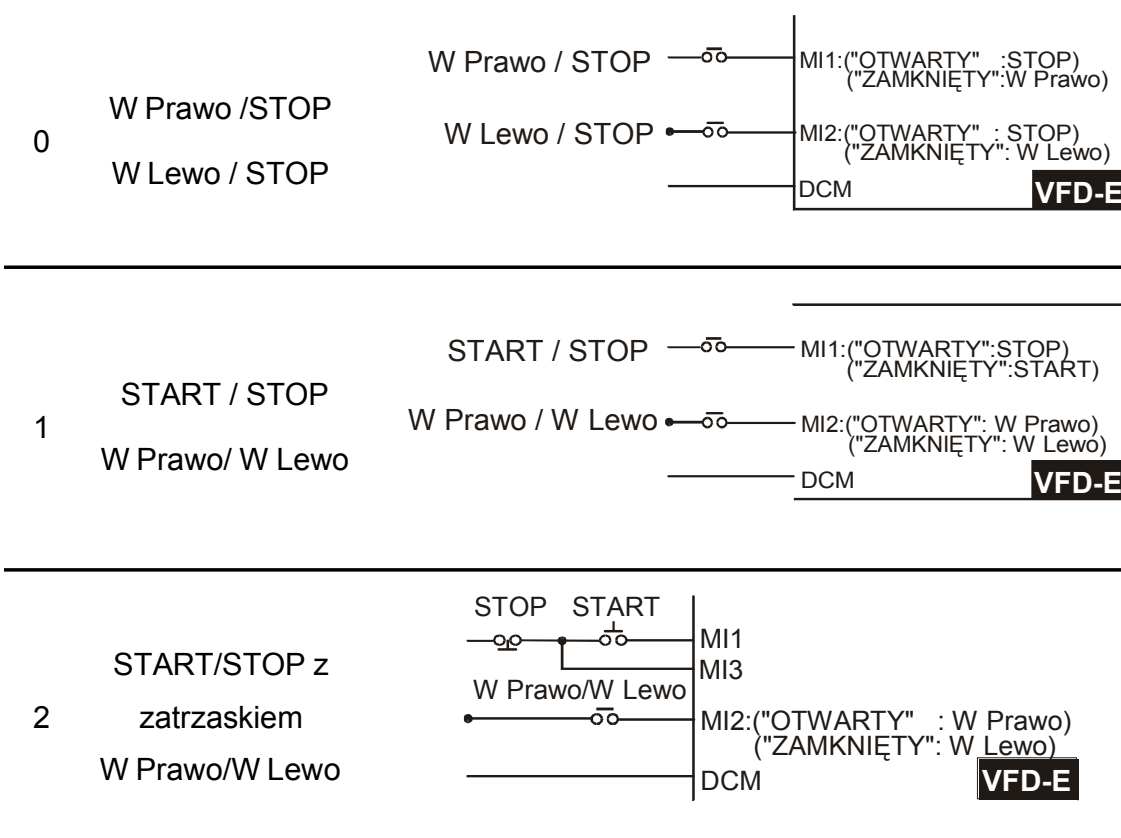 0
W Prawo /STOP
W Lewo / STOP
W Prawo / STOP
MI1:("OTWARTY" :STOP)
("ZAMKNIĘTY":W Prawo)
W Lewo / STOP
MI2:("OTWARTY" : STOP)
("ZAMKNIĘTY": W Lewo)
DCM
VFD-E
1
START / STOP
W Prawo/ W Lewo
START / STOP
MI1:("OTWARTY":STOP)
("ZAMKNIĘTY":START)
W Prawo / W Lewo
MI2:("OTWARTY": W Prawo)
("ZAMKNIĘTY": W Lewo)
DCM
VFD-E
2
START/STOP z
zatrzaskiem
W Prawo/W Lewo
STOP START
MI1
MI3
W Prawo/W Lewo
MI2:("OTWARTY" : W Prawo)
("ZAMKNIĘTY": W Lewo)
DCM
VFD-E